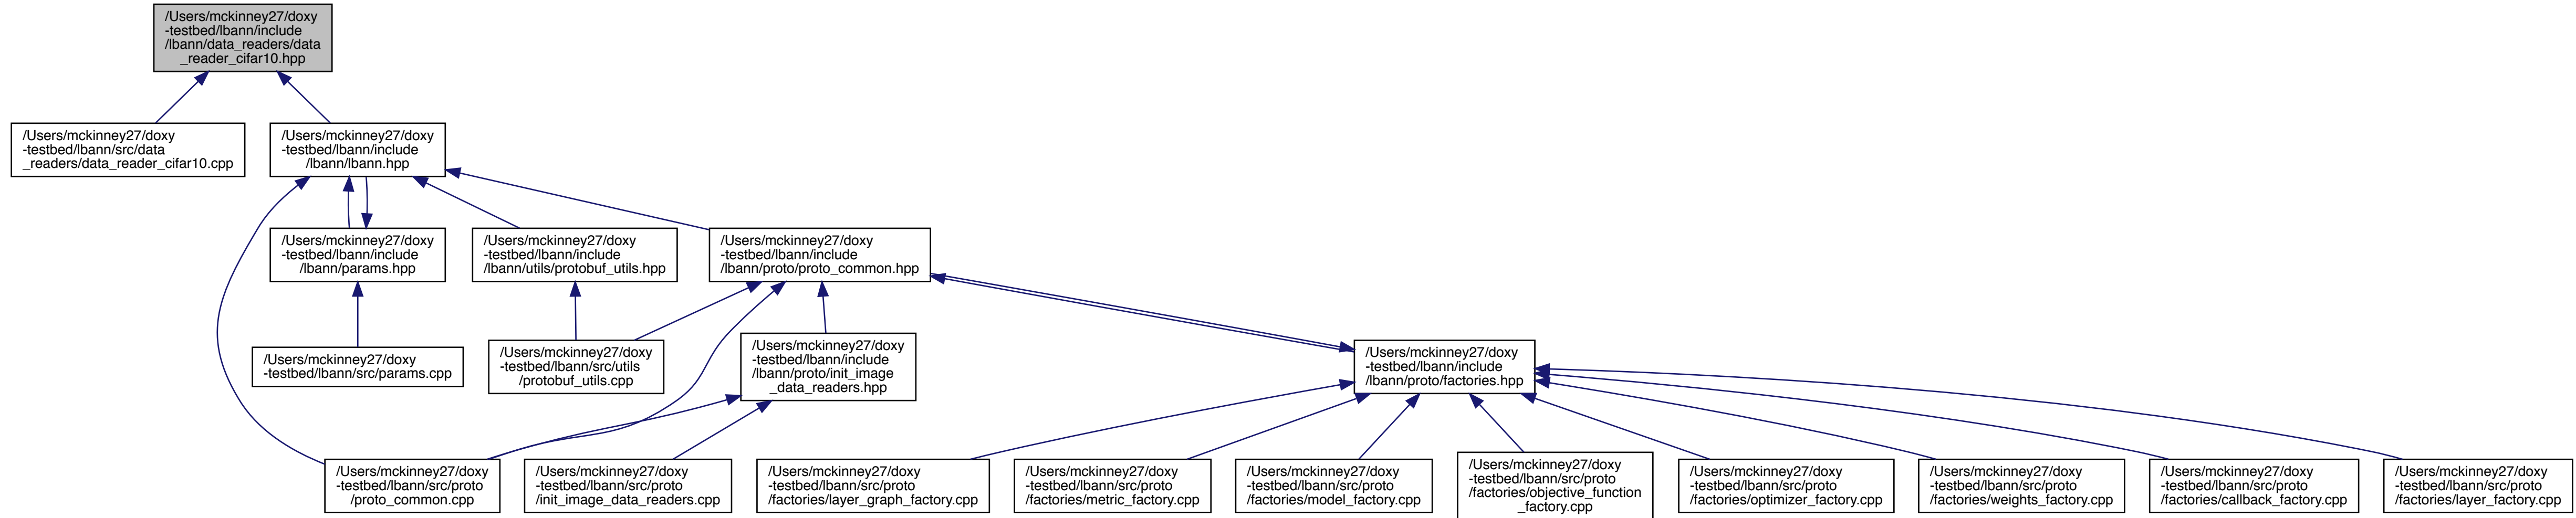 /Users/mckinney27/doxy
-testbed/lbann/include
/lbann/data_readers/data
_reader_cifar10.hpp
/Users/mckinney27/doxy
-testbed/lbann/src/data
_readers/data_reader_cifar10.cpp
/Users/mckinney27/doxy
-testbed/lbann/include
/lbann/lbann.hpp
/Users/mckinney27/doxy
-testbed/lbann/include
/lbann/params.hpp
/Users/mckinney27/doxy
-testbed/lbann/include
/lbann/utils/protobuf_utils.hpp
/Users/mckinney27/doxy
-testbed/lbann/include
/lbann/proto/proto_common.hpp
/Users/mckinney27/doxy
-testbed/lbann/src/params.cpp
/Users/mckinney27/doxy
-testbed/lbann/src/utils
/protobuf_utils.cpp
/Users/mckinney27/doxy
-testbed/lbann/include
/lbann/proto/init_image
_data_readers.hpp
/Users/mckinney27/doxy
-testbed/lbann/include
/lbann/proto/factories.hpp
/Users/mckinney27/doxy
-testbed/lbann/src/proto
/proto_common.cpp
/Users/mckinney27/doxy
-testbed/lbann/src/proto
/init_image_data_readers.cpp
/Users/mckinney27/doxy
-testbed/lbann/src/proto
/factories/layer_graph_factory.cpp
/Users/mckinney27/doxy
-testbed/lbann/src/proto
/factories/metric_factory.cpp
/Users/mckinney27/doxy
-testbed/lbann/src/proto
/factories/model_factory.cpp
/Users/mckinney27/doxy
-testbed/lbann/src/proto
/factories/objective_function
_factory.cpp
/Users/mckinney27/doxy
-testbed/lbann/src/proto
/factories/optimizer_factory.cpp
/Users/mckinney27/doxy
-testbed/lbann/src/proto
/factories/weights_factory.cpp
/Users/mckinney27/doxy
-testbed/lbann/src/proto
/factories/callback_factory.cpp
/Users/mckinney27/doxy
-testbed/lbann/src/proto
/factories/layer_factory.cpp